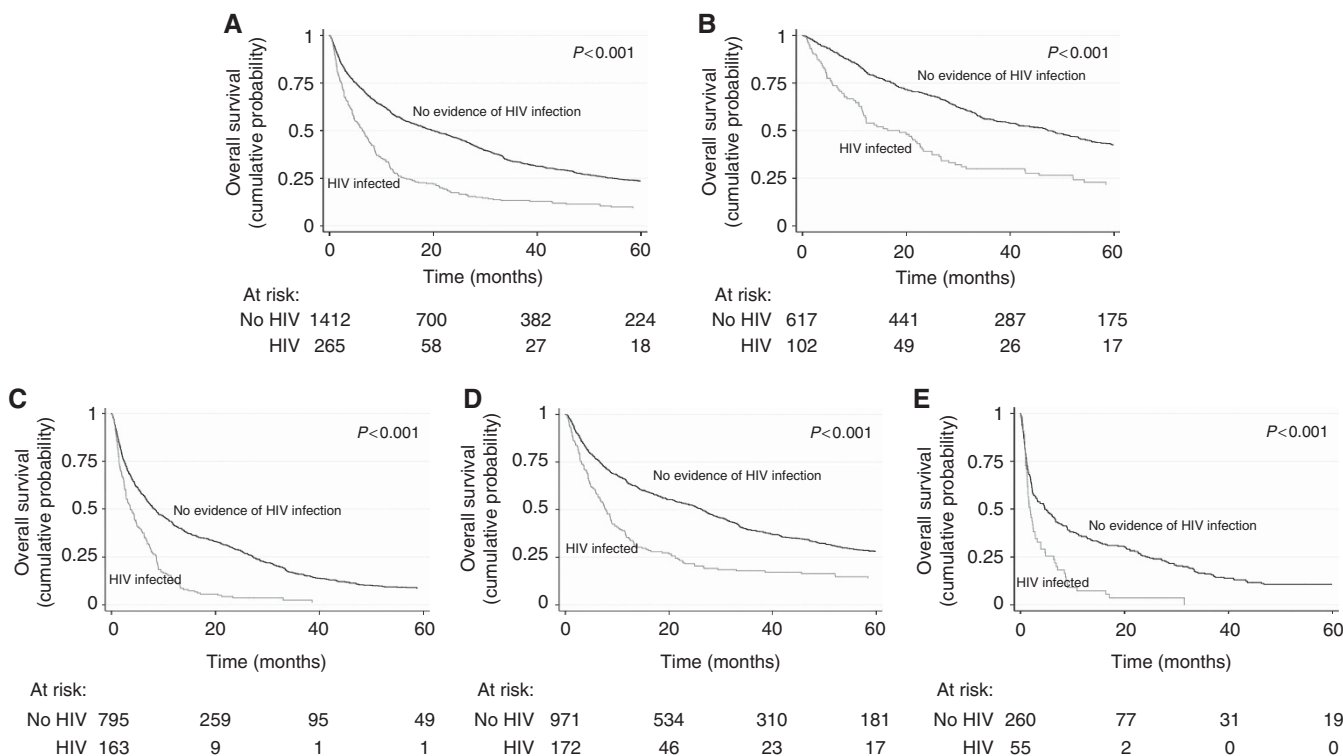 A
Overall survival
(cumulative probability)
1
0.75
0.5
0.25
0
P<0.001
No evidence of HIV infection
HIV infected
0 20 40 60
Time (months)
At risk:
No HIV 1412 700 382 224
HIV 265 58 27 18
B
Overall survival
(cumulative probability)
1
0.75
0.5
0.25
0
P<0.001
No evidence of HIV infection
HIV infected
0 20 40 60
Time (months)
At risk:
No HIV 617 441 287 175
HIV 102 49 26 17
C
Overall survival
(cumulative probability)
1
0.75
0.5
0.25
0
P<0.001
No evidence of HIV infection
HIV infected
0 20 40 60
Time (months)
At risk:
No HIV 795 259 95 49
HIV 163 9 1 1
D
Overall survival
(cumulative probability)
1
0.75
0.5
0.25
0
P<0.001
No evidence of HIV infection
HIV infected
0 20 40 60
Time (months)
At risk:
No HIV 971 534 310 181
HIV 172 46 23 17
E
Overall survival
(cumulative probability)
1
0.75
0.5
0.25
0
P<0.001
No evidence of HIV infection
HIV infected
0 20 40 60
Time (months)
At risk:
No HIV 260 77 31 19
HIV 55 2 0 0